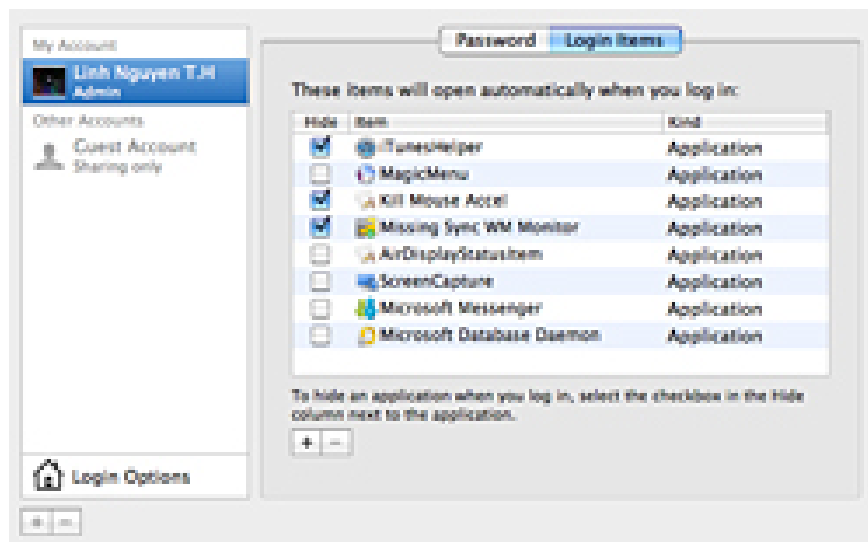 My Account
Linh Nguyen T.H
Admin
Other Accounts
Guest Account
Sharing only
Login Options
Password Login Items
These items will open automatically when you log in:
Hide Item Kind
iTunesHelper Application
MagicMenu Application
Kill Mouse Accel Application
Missing Sync WM Monitor Application
AirDisplayStatusItem Application
ScreenCapture Application
Microsoft Messenger Application
Microsoft Database Daemon Application
To hide an application when you log in, select the checkbox in the Hide
column next to the application.